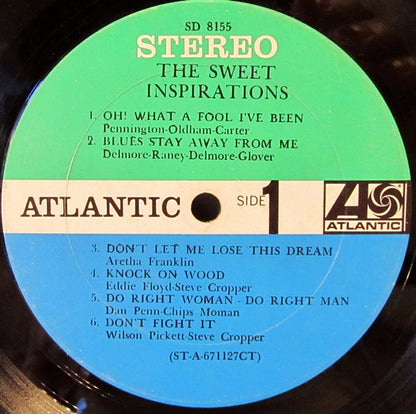 SD 8155
STEREO
THE SWEET
INSPIRATIONS
1. OH! WHAT A FOOL I'VE BEEN
Pennington-Oldham-Carter
2. BLUES STAY AWAY FROM ME
Delmore-Raney-Delmore-Glover
ATLANTIC SIDE 1 ATLANTIC
3. DON'T LET ME LOSE THIS DREAM
Aretha Franklin
4. KNOCK ON WOOD
Eddie Floyd-Steve Cropper
5. DO RIGHT WOMAN - DO RIGHT MAN
Dan Penn-Chips Moman
6. DON'T FIGHT IT
Wilson Pickett-Steve Cropper
(ST-A-671127CT)